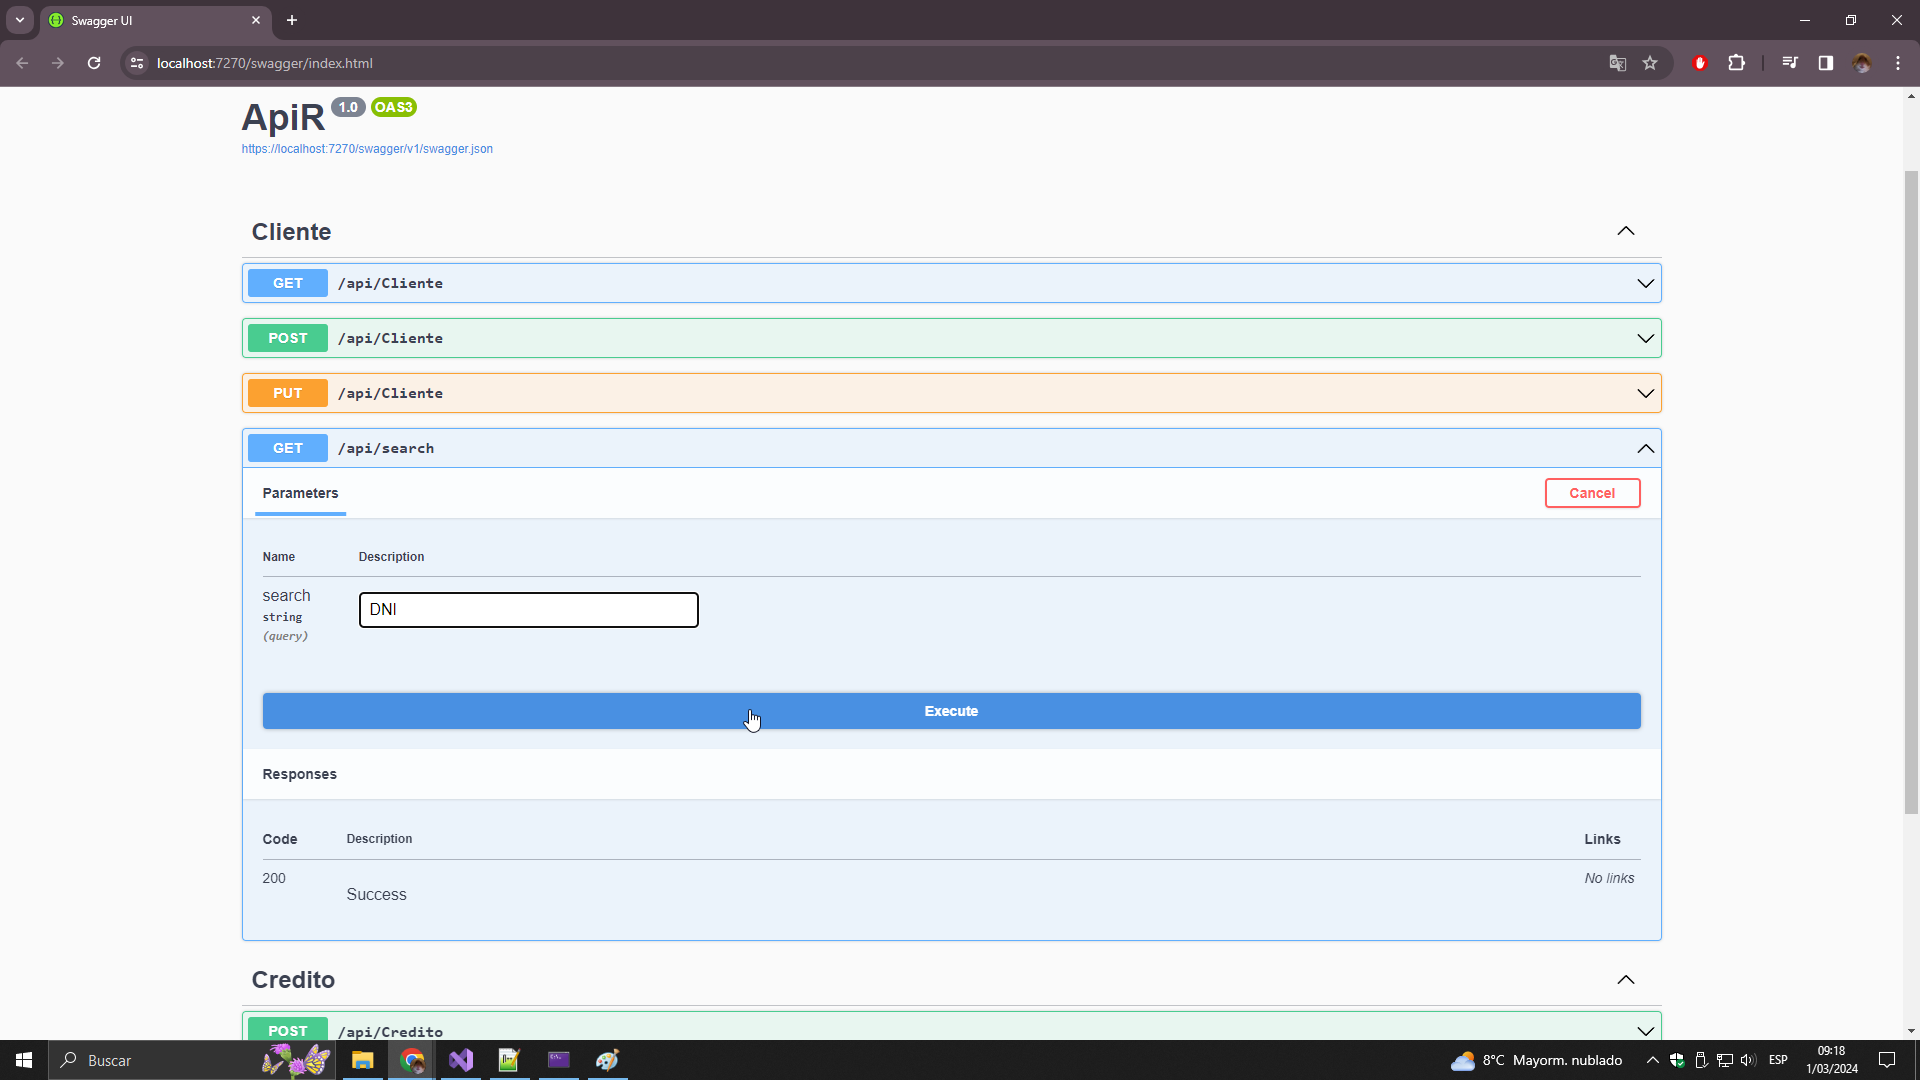 Swagger UI
localhost:7270/swagger/index.html
ApiR 1.0 OAS3
https://localhost:7270/swagger/v1/swagger.json
Cliente
GET /api/Cliente
POST /api/Cliente
PUT /api/Cliente
GET /api/search
Parameters
Cancel
Name Description
search
string
(query)
DNI
Execute
Responses
Code Description Links
200 Success No links
Credito
POST /api/Credito
Buscar
8°C Mayorm. nublado
ESP
09:18
1/03/2024